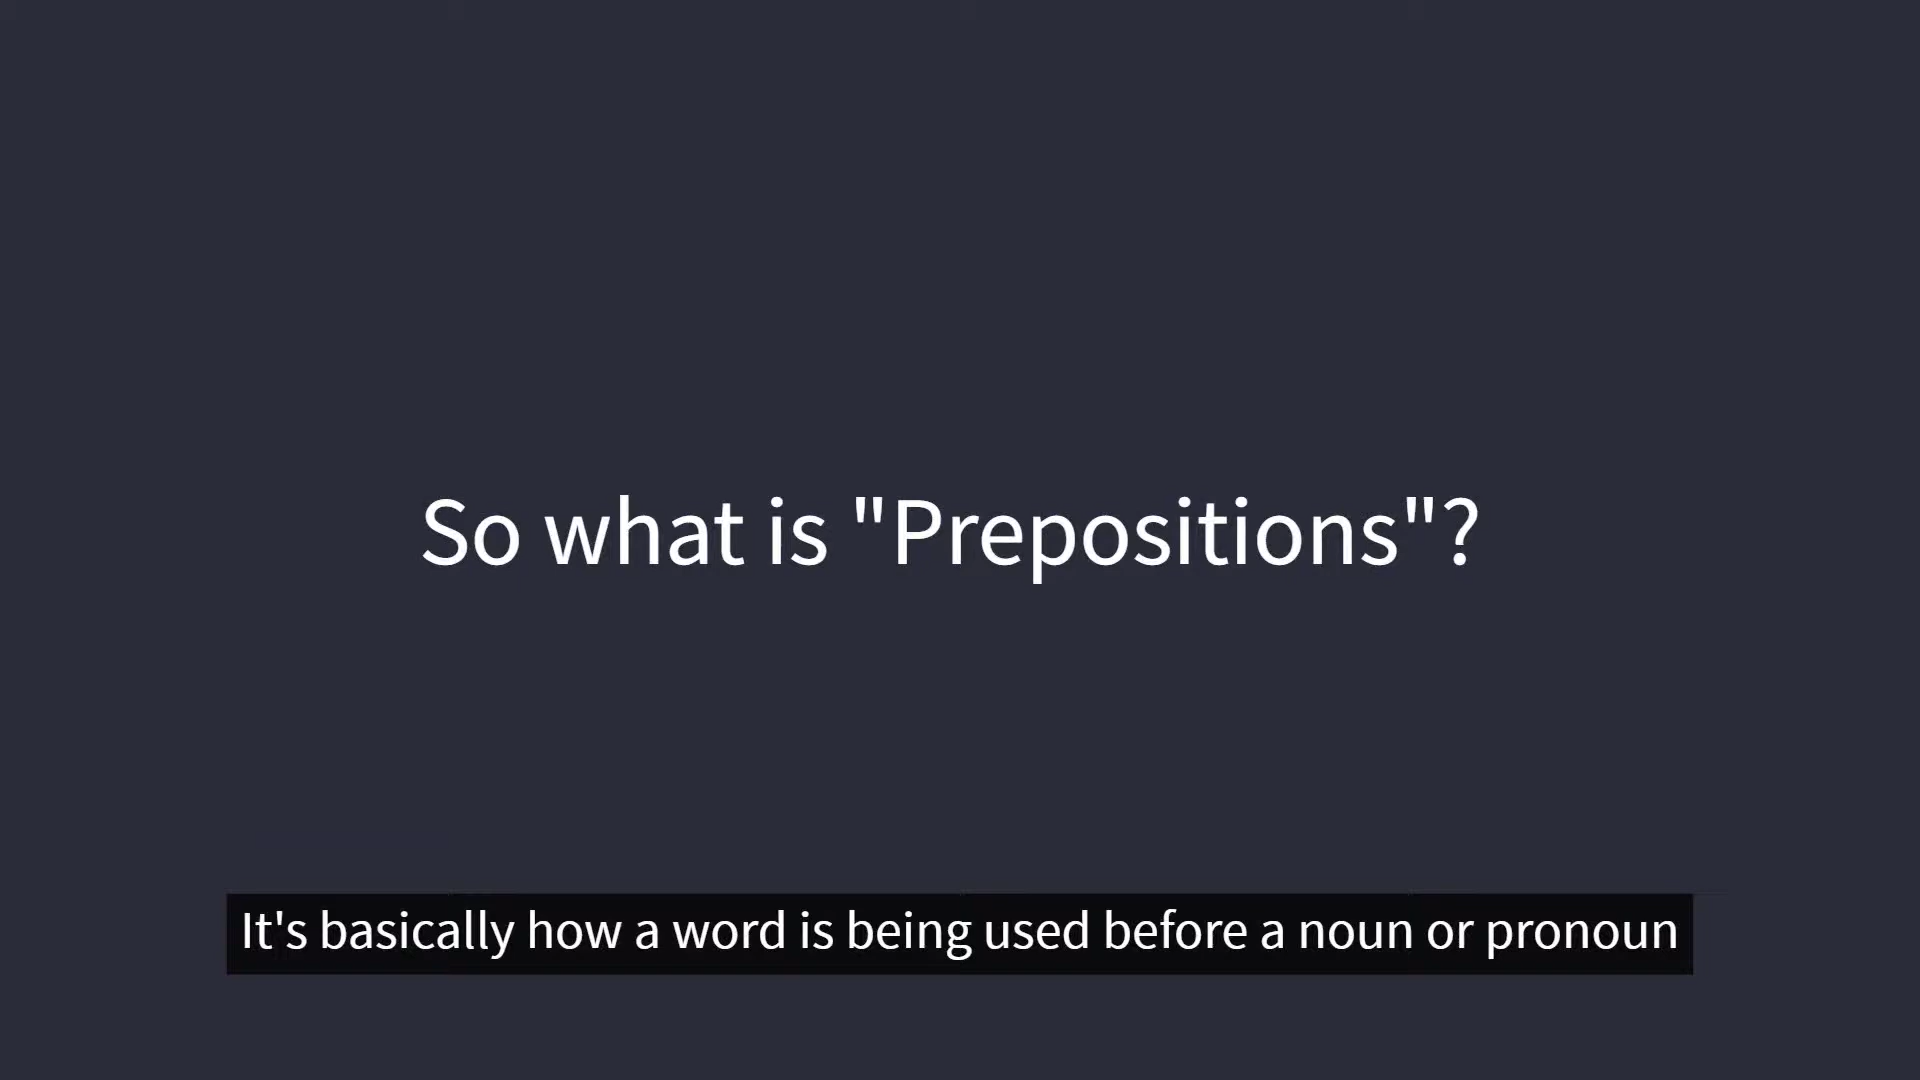 So what is "Prepositions"?
It's basically how a word is being used before a noun or pronoun